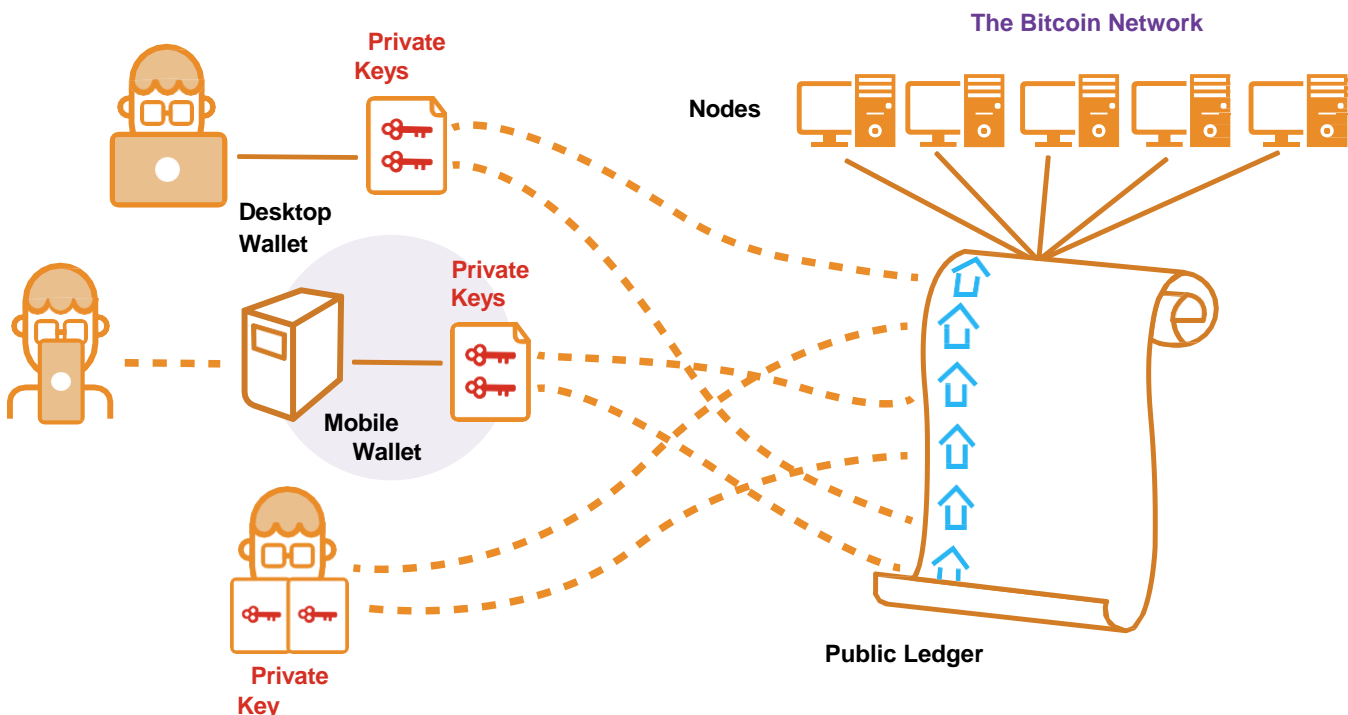 The Bitcoin Network
Private
Keys
Nodes
Desktop
Wallet
Private
Keys
Mobile
Wallet
Public Ledger
Private
Key